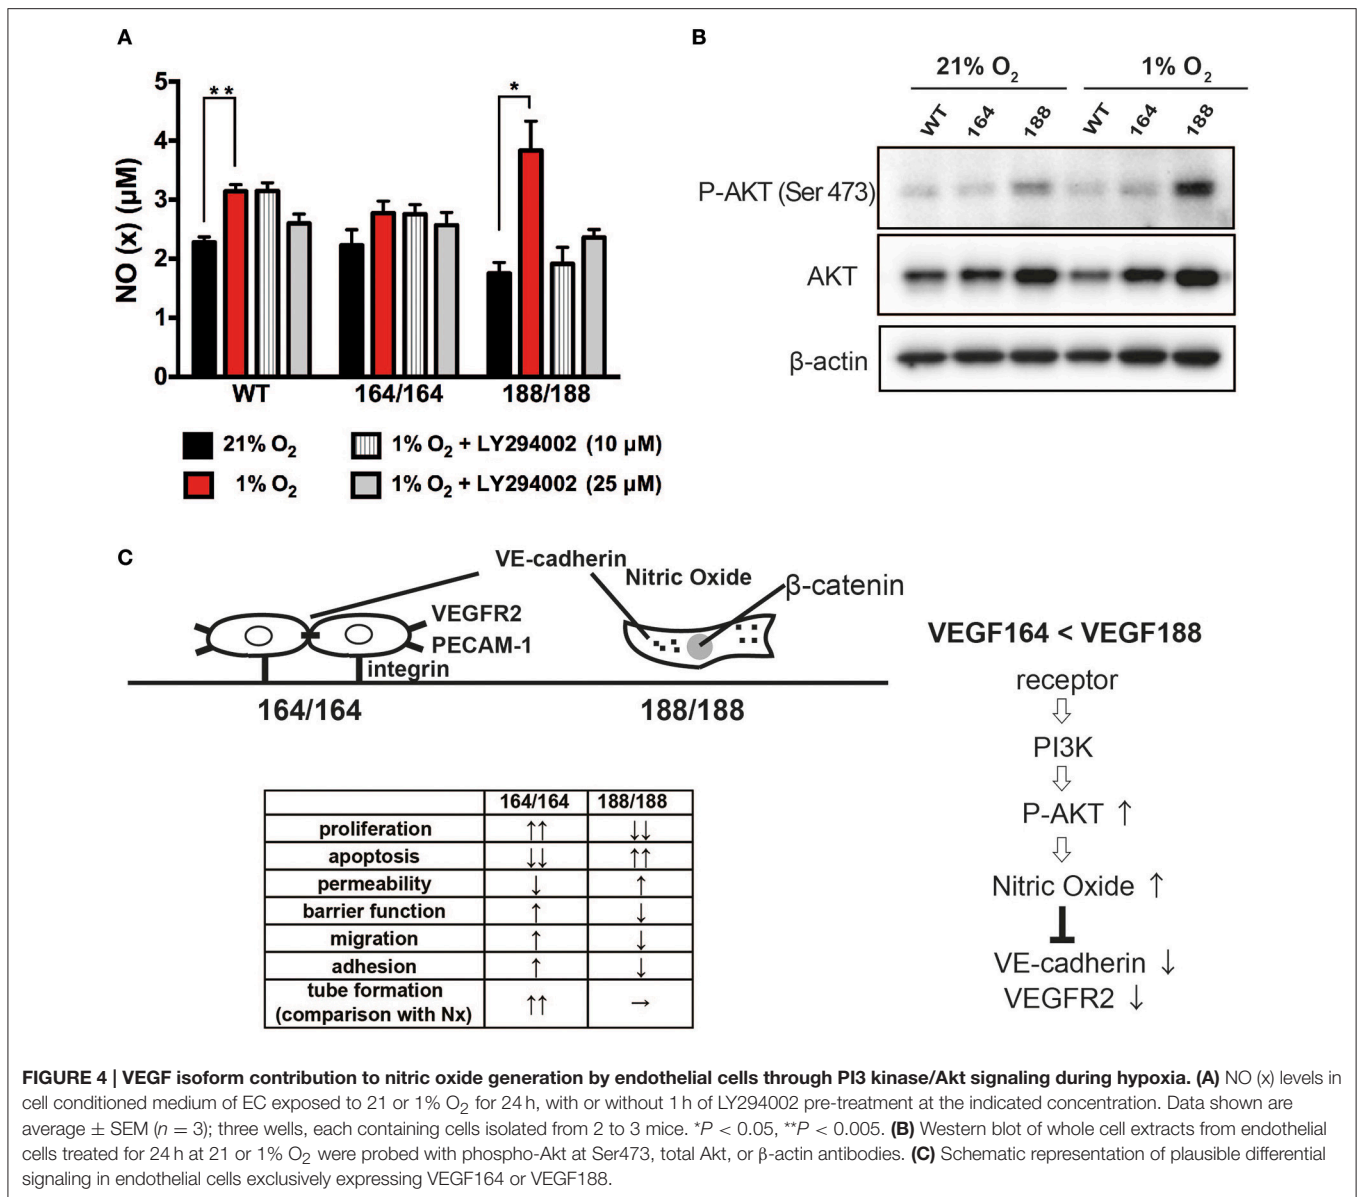 A
5
4
3
2
1
0
NO (x) (µM)
**
*
WT
164/164
188/188
21% O2
1% O2 + LY294002 (10 µM)
1% O2
1% O2 + LY294002 (25 µM)
B
21% O2
1% O2
WT
164
188
WT
164
188
P-AKT (Ser 473)
AKT
β-actin
C
VE-cadherin
Nitric Oxide
β-catenin
VEGFR2
PECAM-1
integrin
164/164
188/188
164/164 188/188
proliferation ↑↑ ↓↓
apoptosis ↓↓ ↑↑
permeability ↓ ↑
barrier function ↑ ↓
migration ↑ ↓
adhesion ↑ ↓
tube formation
(comparison with Nx) ↑↑ →
VEGF164 < VEGF188
receptor
PI3K
P-AKT ↑
Nitric Oxide ↑
VE-cadherin ↓
VEGFR2 ↓
FIGURE 4 | VEGF isoform contribution to nitric oxide generation by endothelial cells through PI3 kinase/Akt signaling during hypoxia. (A) NO (x) levels in
cell conditioned medium of EC exposed to 21 or 1% O2 for 24 h, with or without 1 h of LY294002 pre-treatment at the indicated concentration. Data shown are
average ± SEM (n = 3); three wells, each containing cells isolated from 2 to 3 mice. *P < 0.05, **P < 0.005. (B) Western blot of whole cell extracts from endothelial
cells treated for 24 h at 21 or 1% O2 were probed with phospho-Akt at Ser473, total Akt, or β-actin antibodies. (C) Schematic representation of plausible differential
signaling in endothelial cells exclusively expressing VEGF164 or VEGF188.